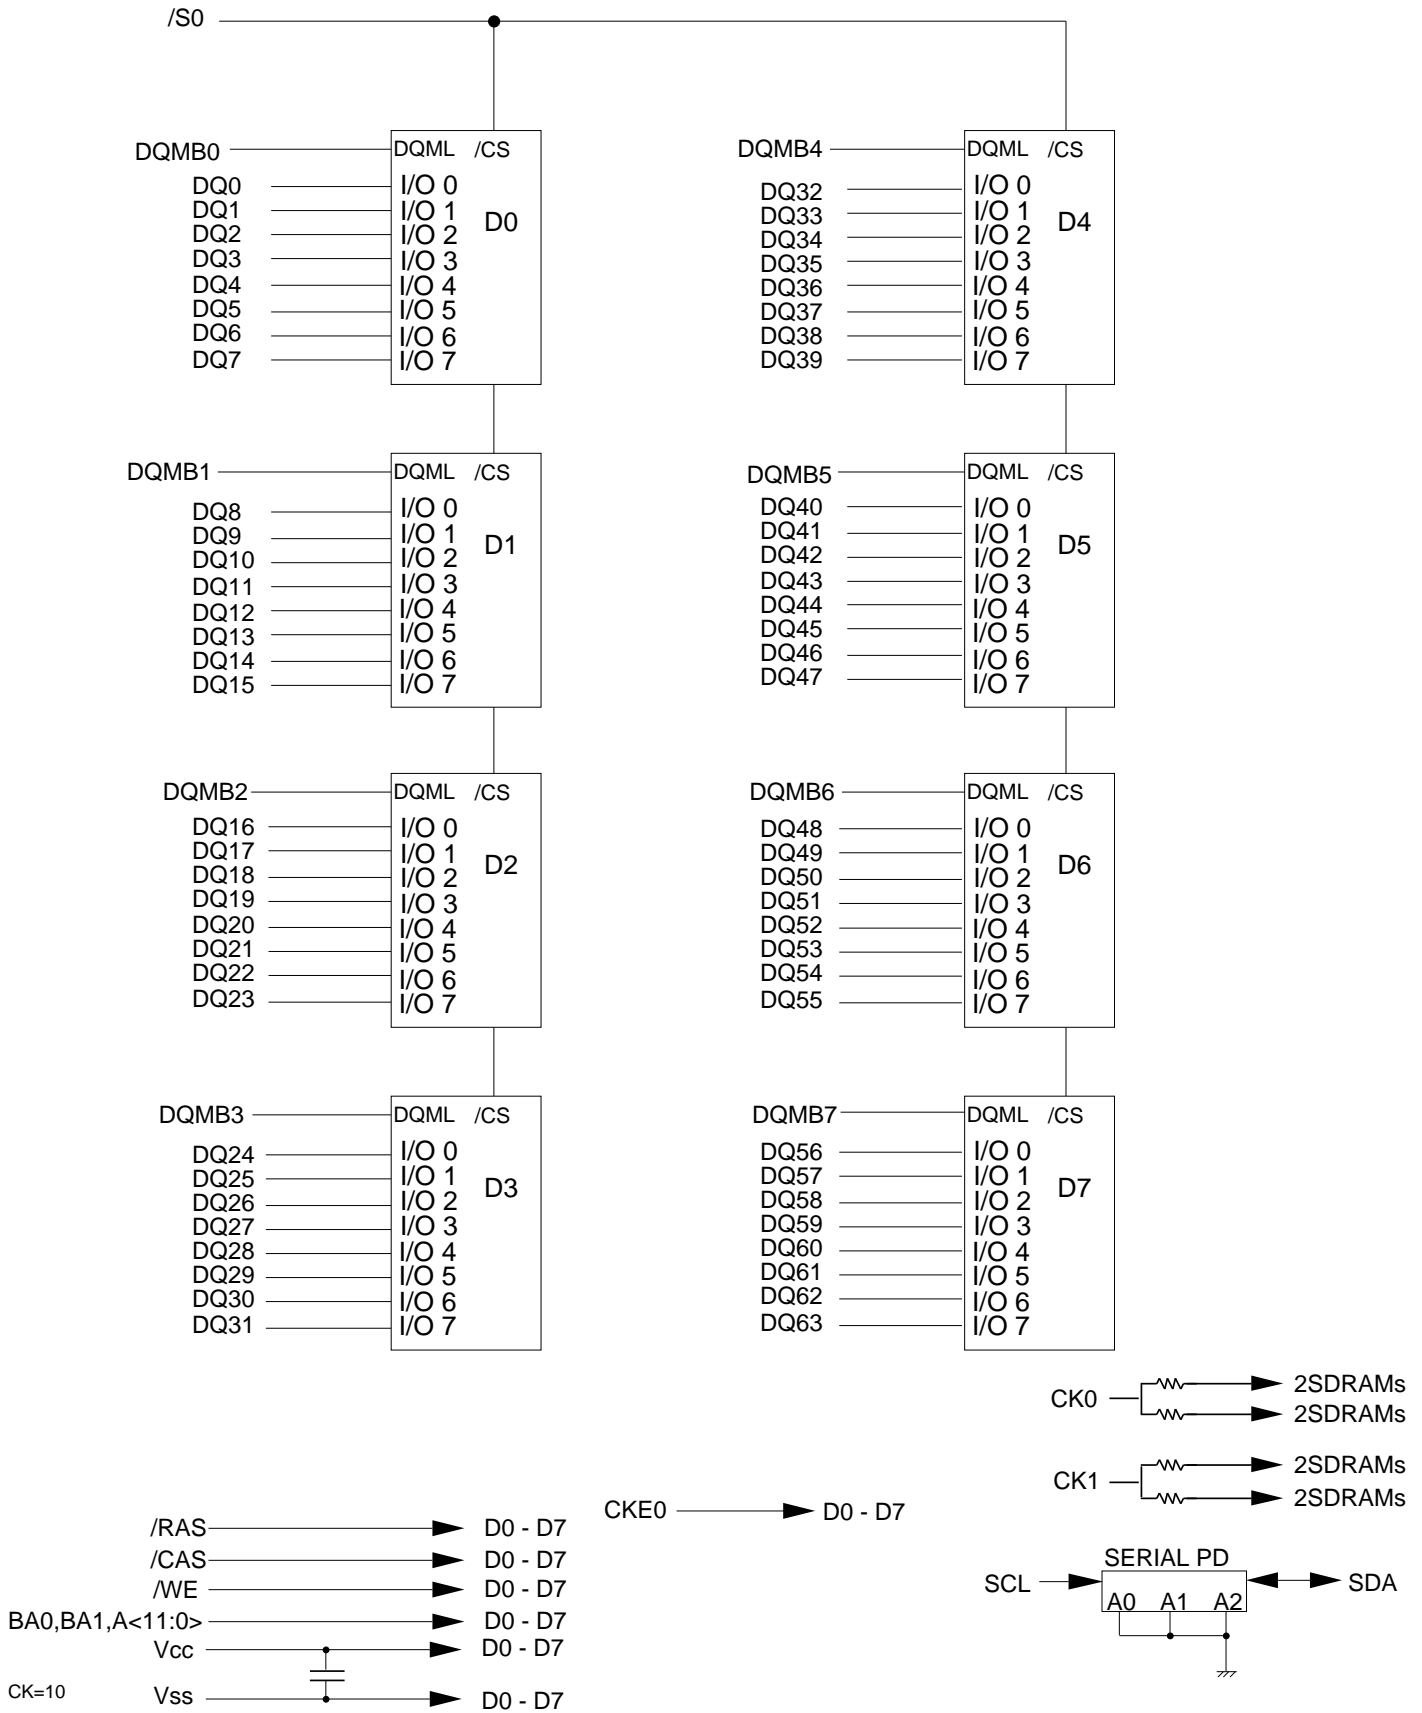 /S0
DQMB0 DQML /CS
DQ0 I/O 0
DQ1 I/O 1
DQ2 I/O 2
D0
DQ3 I/O 3
DQ4 I/O 4
DQ5 I/O 5
DQ6 I/O 6
DQ7 I/O 7
DQMB4 DQML /CS
DQ32 I/O 0
DQ33 I/O 1
DQ34 I/O 2
D4
DQ35 I/O 3
DQ36 I/O 4
DQ37 I/O 5
DQ38 I/O 6
DQ39 I/O 7
DQMB1 DQML /CS
DQ8 I/O 0
DQ9 I/O 1
DQ10 I/O 2
D1
DQ11 I/O 3
DQ12 I/O 4
DQ13 I/O 5
DQ14 I/O 6
DQ15 I/O 7
DQMB5 DQML /CS
DQ40 I/O 0
DQ41 I/O 1
DQ42 I/O 2
D5
DQ43 I/O 3
DQ44 I/O 4
DQ45 I/O 5
DQ46 I/O 6
DQ47 I/O 7
DQMB2 DQML /CS
DQ16 I/O 0
DQ17 I/O 1
DQ18 I/O 2
D2
DQ19 I/O 3
DQ20 I/O 4
DQ21 I/O 5
DQ22 I/O 6
DQ23 I/O 7
DQMB6 DQML /CS
DQ48 I/O 0
DQ49 I/O 1
DQ50 I/O 2
D6
DQ51 I/O 3
DQ52 I/O 4
DQ53 I/O 5
DQ54 I/O 6
DQ55 I/O 7
DQMB3 DQML /CS
DQ24 I/O 0
DQ25 I/O 1
DQ26 I/O 2
D3
DQ27 I/O 3
DQ28 I/O 4
DQ29 I/O 5
DQ30 I/O 6
DQ31 I/O 7
DQMB7 DQML /CS
DQ56 I/O 0
DQ57 I/O 1
DQ58 I/O 2
D7
DQ59 I/O 3
DQ60 I/O 4
DQ61 I/O 5
DQ62 I/O 6
DQ63 I/O 7
CK0 2SDRAMs
2SDRAMs
CK1 2SDRAMs
2SDRAMs
CKE0 D0 - D7
/RAS D0 - D7
/CAS D0 - D7
/WE D0 - D7
BA0,BA1,A<11:0> D0 - D7
Vcc D0 - D7
Vss D0 - D7
CK=10
SERIAL PD
SCL SDA
A0 A1 A2